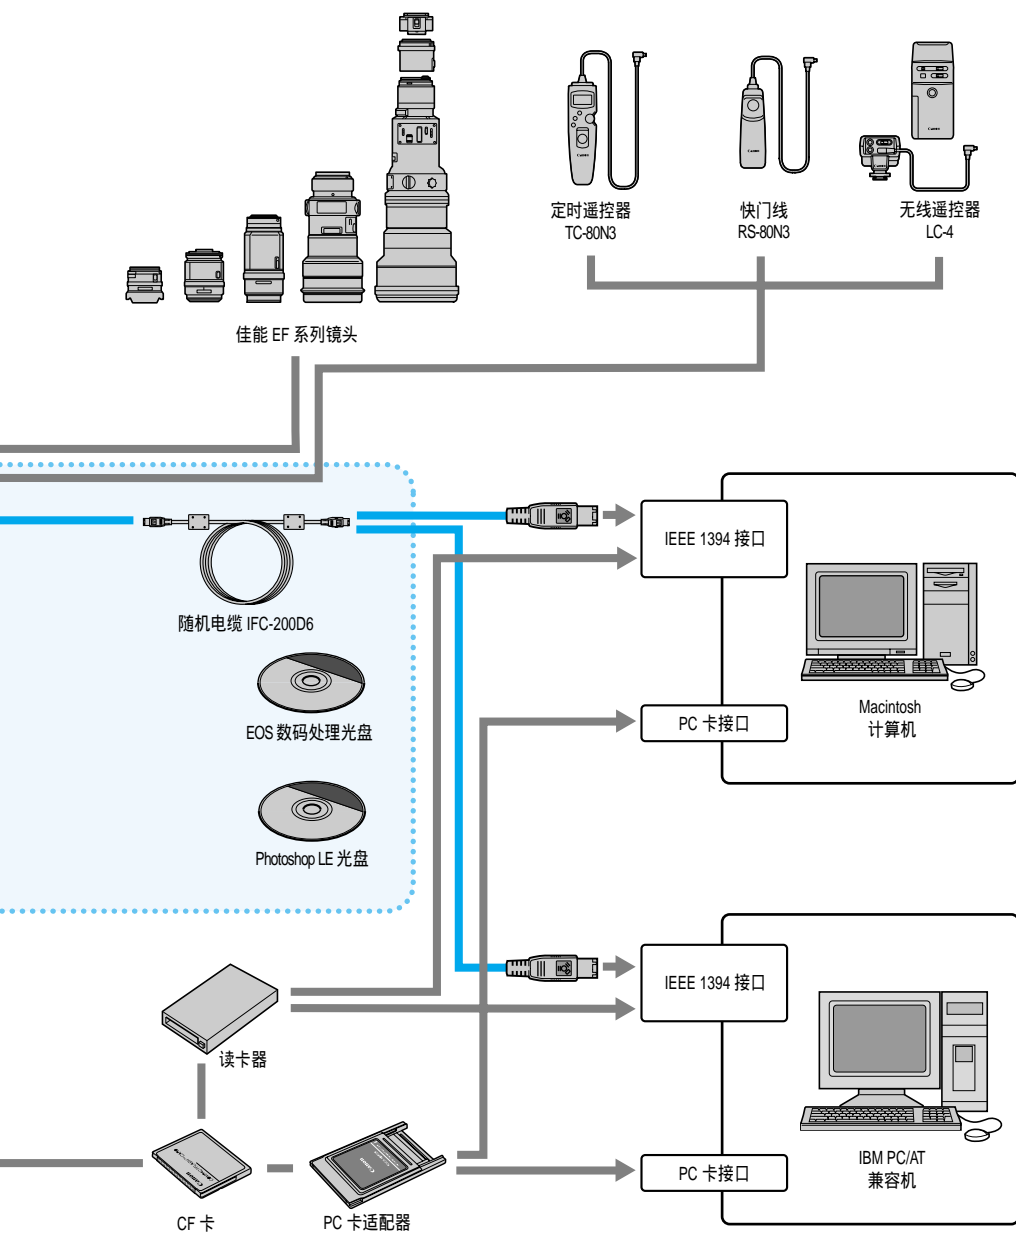 定时遥控器
TC-80N3
快门线
RS-80N3
Canon
无线遥控器
LC-4
佳能 EF 系列镜头
IEEE 1394 接口
随机电缆 IFC-200D6
EOS 数码处理光盘
Photoshop LE 光盘
PC 卡接口
Macintosh
计算机
IEEE 1394 接口
读卡器
CF 卡
PC 卡适配器
PC 卡接口
IBM PC/AT
兼容机